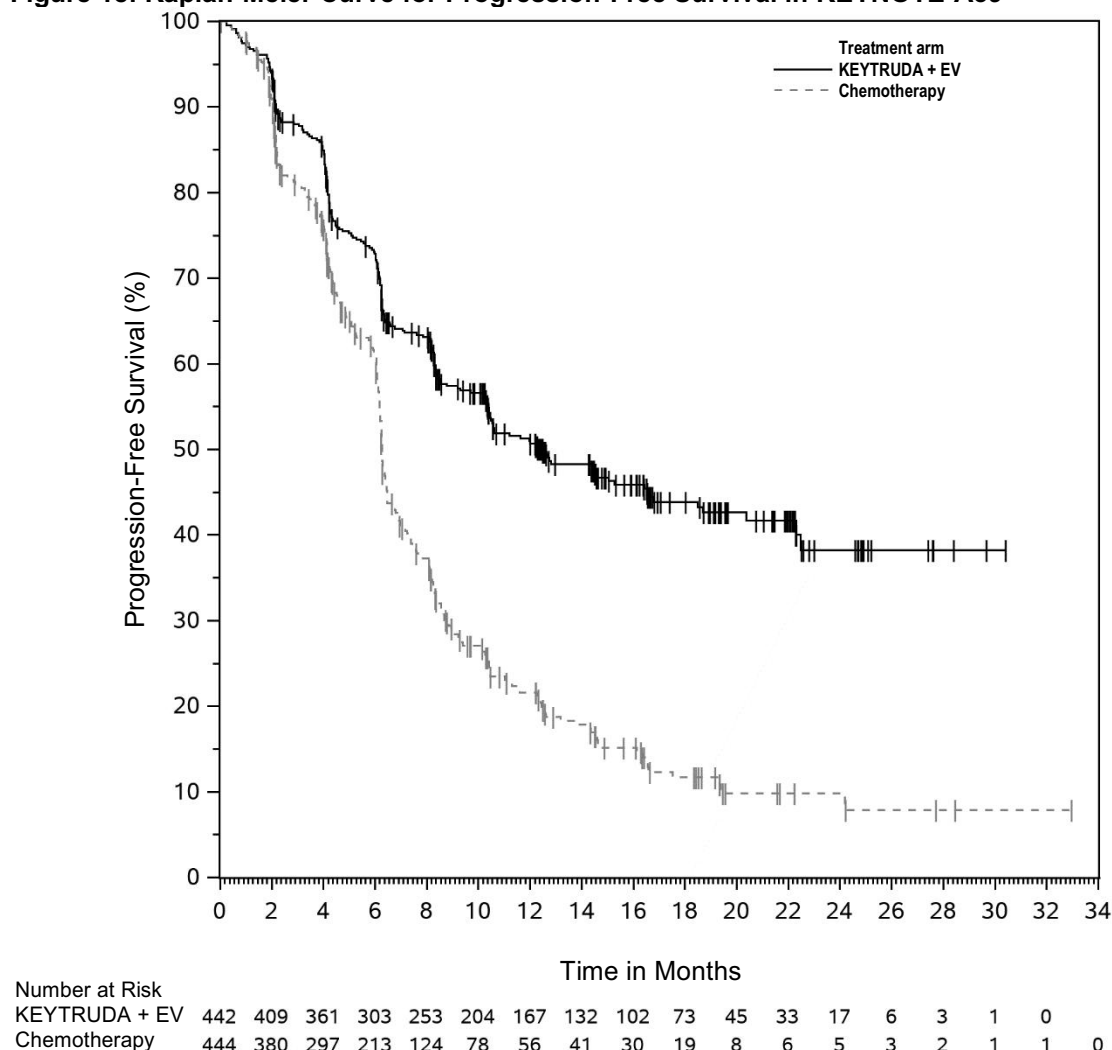 Treatment arm
KEYTRUDA + EV
Chemotherapy
Progression-Free Survival (%)
100
90
80
70
60
50
40
30
20
10
0
0 2 4 6 8 10 12 14 16 18 20 22 24 26 28 30 32 34
Time in Months
Number at Risk
KEYTRUDA + EV 442 409 361 303 253 204 167 132 102 73 45 33 17 6 3 1 0
Chemotherapy 444 380 297 213 124 78 56 41 30 19 8 6 5 3 2 1 1 0